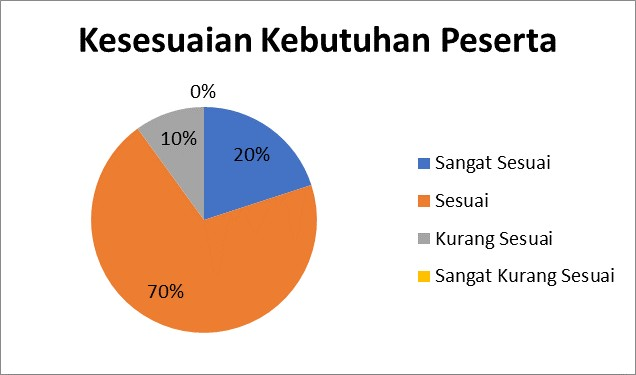 Kesesuaian Kebutuhan Peserta
0%
10%
20%
70%
Sangat Sesuai
Sesuai
Kurang Sesuai
Sangat Kurang Sesuai